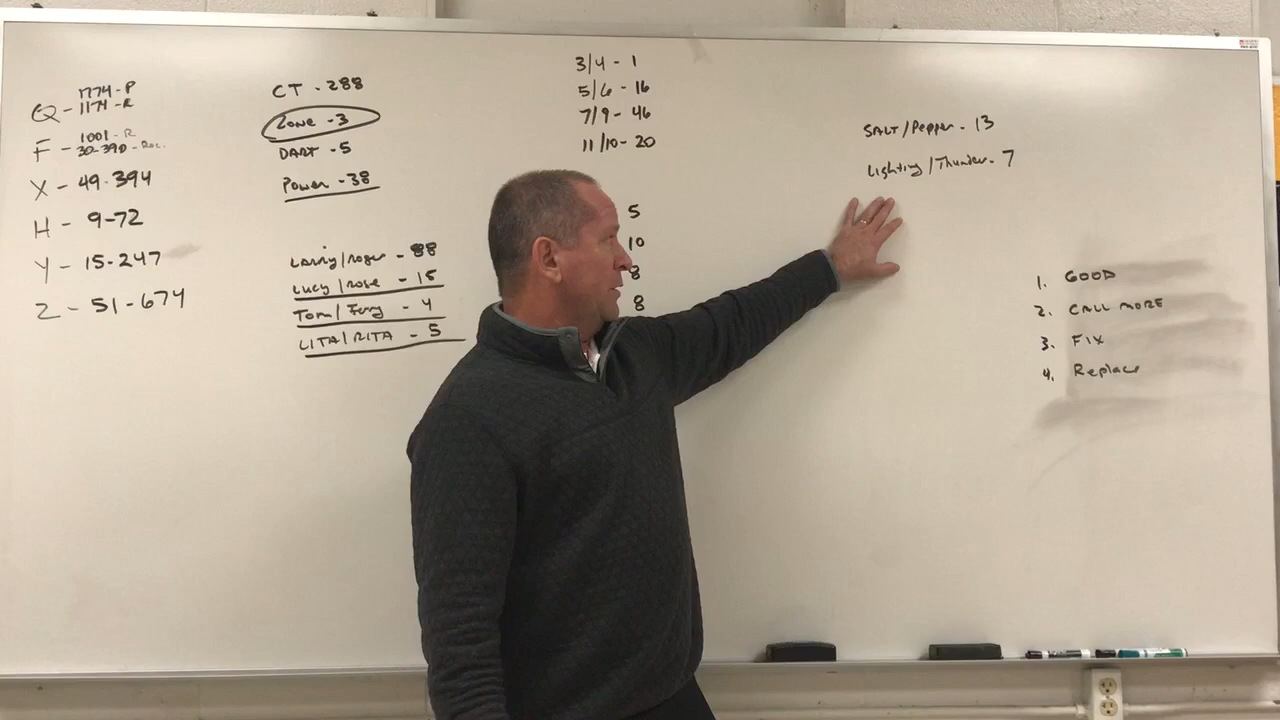 1774-P
Q - 1174-R
1001-R
F - 30-390-Rec.
X - 49-394
H - 9-72
Y - 15-247
Z - 51-674
CT - 288
Zone - 3
DART - 5
Power - 38
Larry/roger - 88
Lucy/rose - 15
Tom/Terry - 4
LITA/RITA - 5
3/4 - 1
5/6 - 16
7/9 - 46
11/10 - 20
5
10
8
8
SALT/Pepper - 13
Lighting/Thunder - 7
1. GOOD
2. CALL MORE
3. FIX
4. Replace